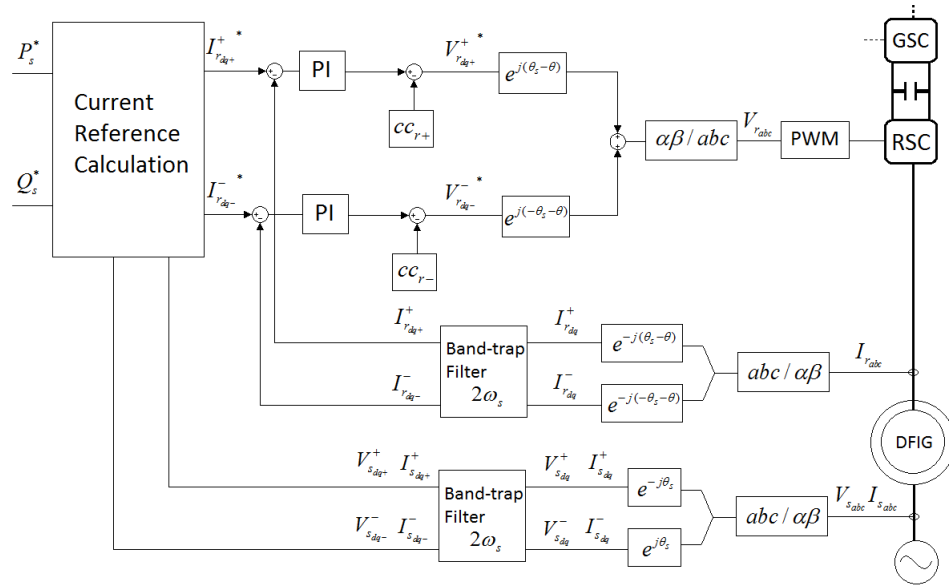 GSC
P_s^*
I_{r_{dq+}}^{+ *}
PI
V_{r_{dq+}}^{+ *}
e^{j(θ_s-θ)}
Current
Reference
Calculation
cc_{r+}
αβ/abc
V_{r_{abc}}
PWM
RSC
Q_s^*
I_{r_{dq-}}^{- *}
PI
V_{r_{dq-}}^{- *}
e^{j(-θ_s-θ)}
cc_{r-}
I_{r_{dq+}}^{+}
Band-trap
Filter
2ω_s
I_{r_{dq}}^{+}
e^{-j(θ_s-θ)}
abc/αβ
I_{r_{abc}}
I_{r_{dq-}}^{-}
I_{r_{dq}}^{-}
e^{-j(-θ_s-θ)}
DFIG
V_{s_{dq+}}^{+} I_{s_{dq+}}^{+}
Band-trap
Filter
2ω_s
V_{s_{dq}}^{+} I_{s_{dq}}^{+}
e^{-jθ_s}
abc/αβ
V_{s_{abc}} I_{s_{abc}}
V_{s_{dq-}}^{-} I_{s_{dq-}}^{-}
V_{s_{dq}}^{-} I_{s_{dq}}^{-}
e^{jθ_s}